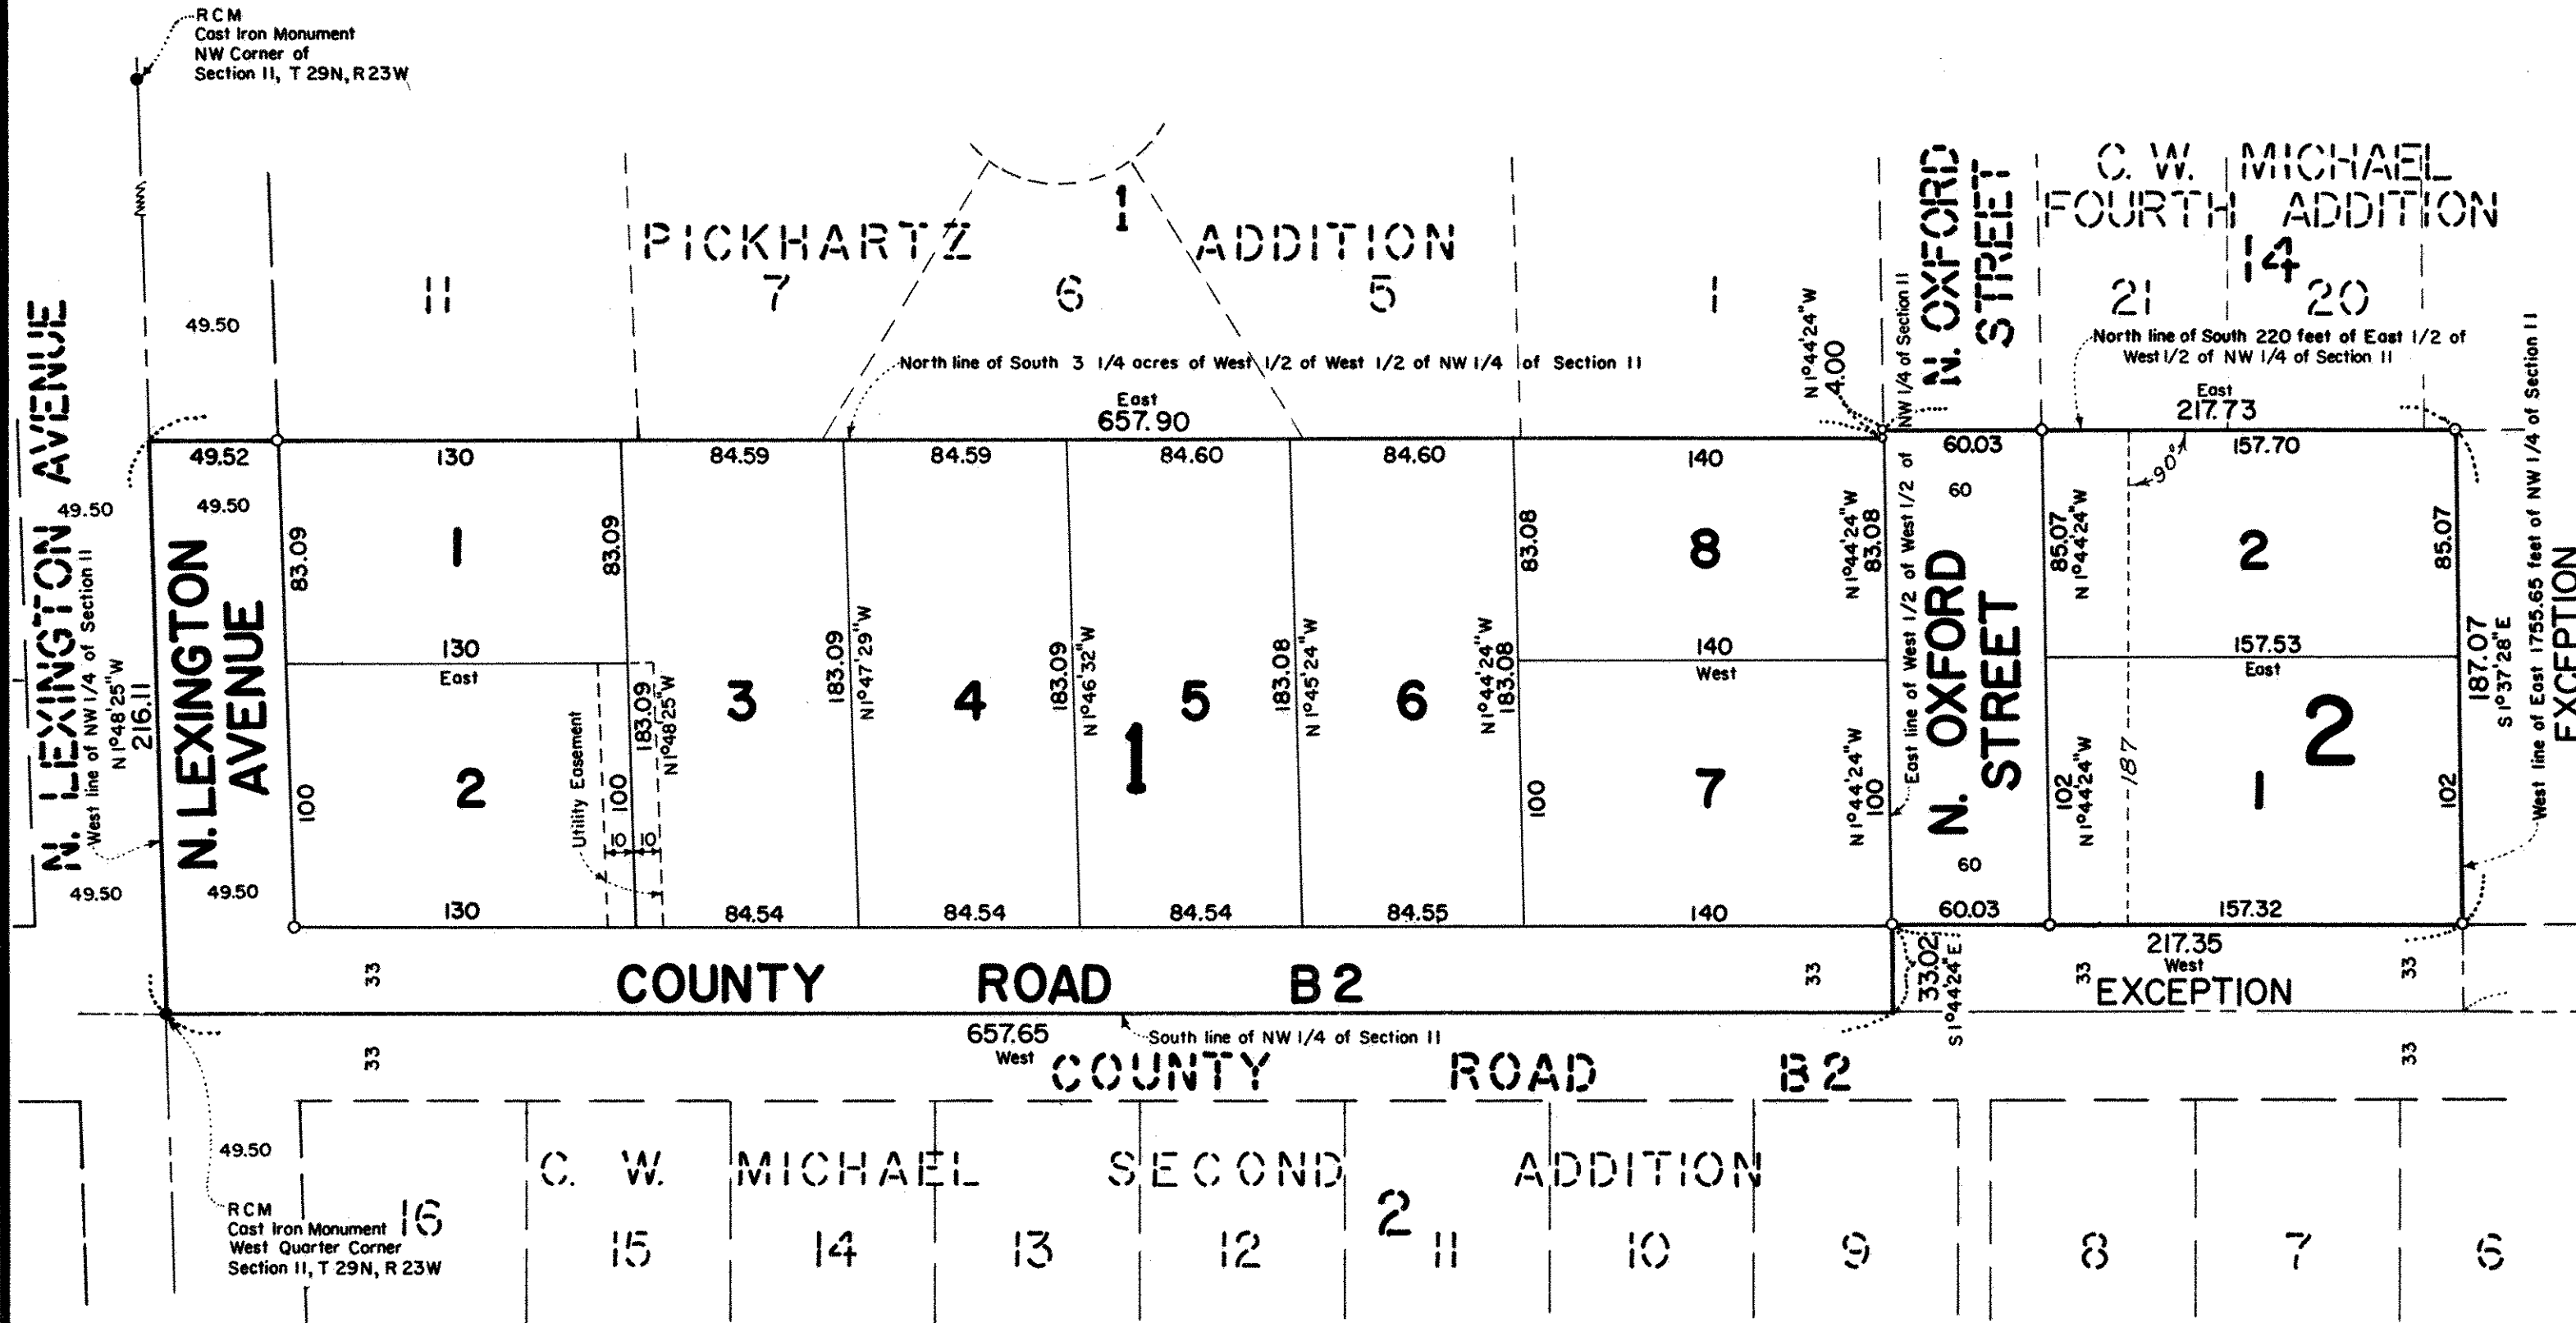 RCM
Cast Iron Monument
NW Corner of
Section 11, T 29N, R 23W
PICKHARTZ ADDITION
1
11
7
6
5
1
49.50
North line of South 3 1/4 acres of West 1/2 of West 1/2 of NW 1/4 of Section 11
East
657.90
N 1°44'24"W
4.00
N. OXFORD
STREET
C. W. MICHAEL
FOURTH ADDITION
14
21
20
North line of South 220 feet of East 1/2 of
West 1/2 of NW 1/4 of Section 11
East
217.73
N. LEXINGTON AVENUE
49.50
49.50
West line of NW 1/4 of Section 11
N 1°48'25"W
216.11
49.52
49.50
N. LEXINGTON
AVENUE
49.50
130
84.59
84.59
84.60
84.60
140
60.03
157.70
83.09
1
83.09
130
East
100
2
100
130
Utility Easement
10
10
183.09
N 1°48'25"W
3
183.09
N 1°47'29"W
4
183.09
N 1°46'32"W
1
5
183.08
N 1°45'24"W
6
N 1°44'24"W
183.08
83.08
8
N 1°44'24"W
83.08
140
West
100
7
N 1°44'24"W
100
84.54
84.54
84.54
84.55
140
East line of West 1/2 of West 1/2 of NW 1/4 of Section 11
60
N. OXFORD
STREET
60
60.03
85.07
N 1°44'24"W
90°
2
85.07
157.53
East
102
N 1°44'24"W
187
2
1
102
157.32
187.07
S 1°37'28"E
West line of East 1755.65 feet of NW 1/4 of Section 11
EXCEPTION
217.35
West
33
EXCEPTION
33
33
COUNTY ROAD B2
33
33.02
S 1°44'24"E
657.65
West
South line of NW 1/4 of Section 11
33
COUNTY ROAD B2
33
49.50
C. W. MICHAEL SECOND ADDITION
2
RCM
Cast Iron Monument
West Quarter Corner
Section 11, T 29N, R 23W
16
15
14
13
12
11
10
9
8
7
6